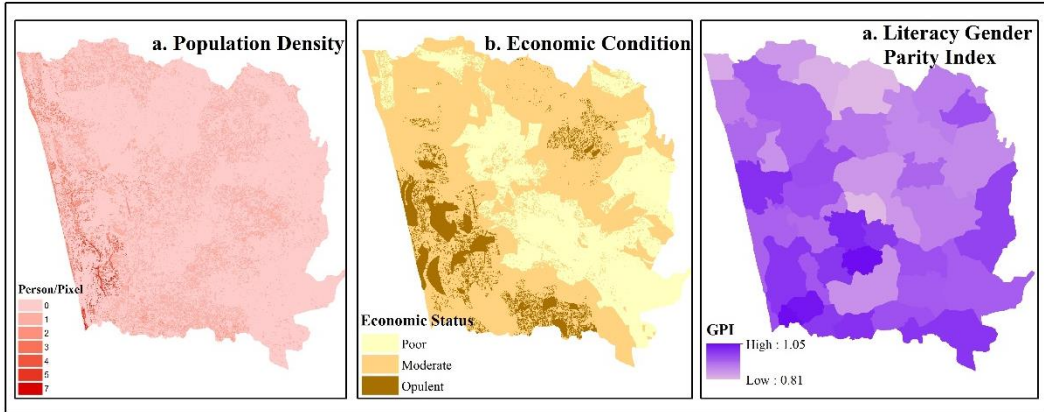 a. Population Density
Person/Pixel
0
1
2
3
4
5
7
b. Economic Condition
Economic Status
Poor
Moderate
Opulent
a. Literacy Gender
Parity Index
GPI
High : 1.05
Low : 0.81